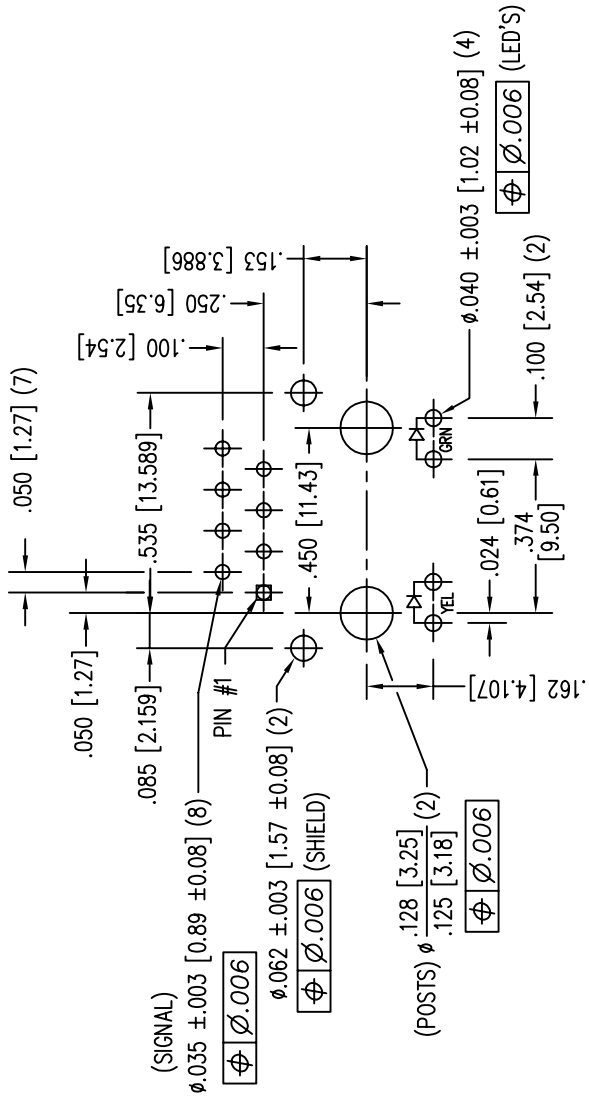 .050 [1.27] (7)
.050 [1.27]
.535 [13.589]
.085 [2.159]
.100 [2.54]
.250 [6.35]
.153 [3.886]
(SIGNAL)
ø.035 ±.003 [0.89 ±0.08] (8)
⌖ Ø.006
PIN #1
.450 [11.43]
ø.062 ±.003 [1.57 ±0.08] (2)
⌖ Ø.006 (SHIELD)
(POSTS) ø .128 [3.25] (2)
.125 [3.18]
⌖ Ø.006
YEL
GRN
.162 [4.107]
.024 [0.61]
.374
[9.50]
.100 [2.54] (2)
ø.040 ±.003 [1.02 ±0.08] (4)
⌖ Ø.006 (LED'S)